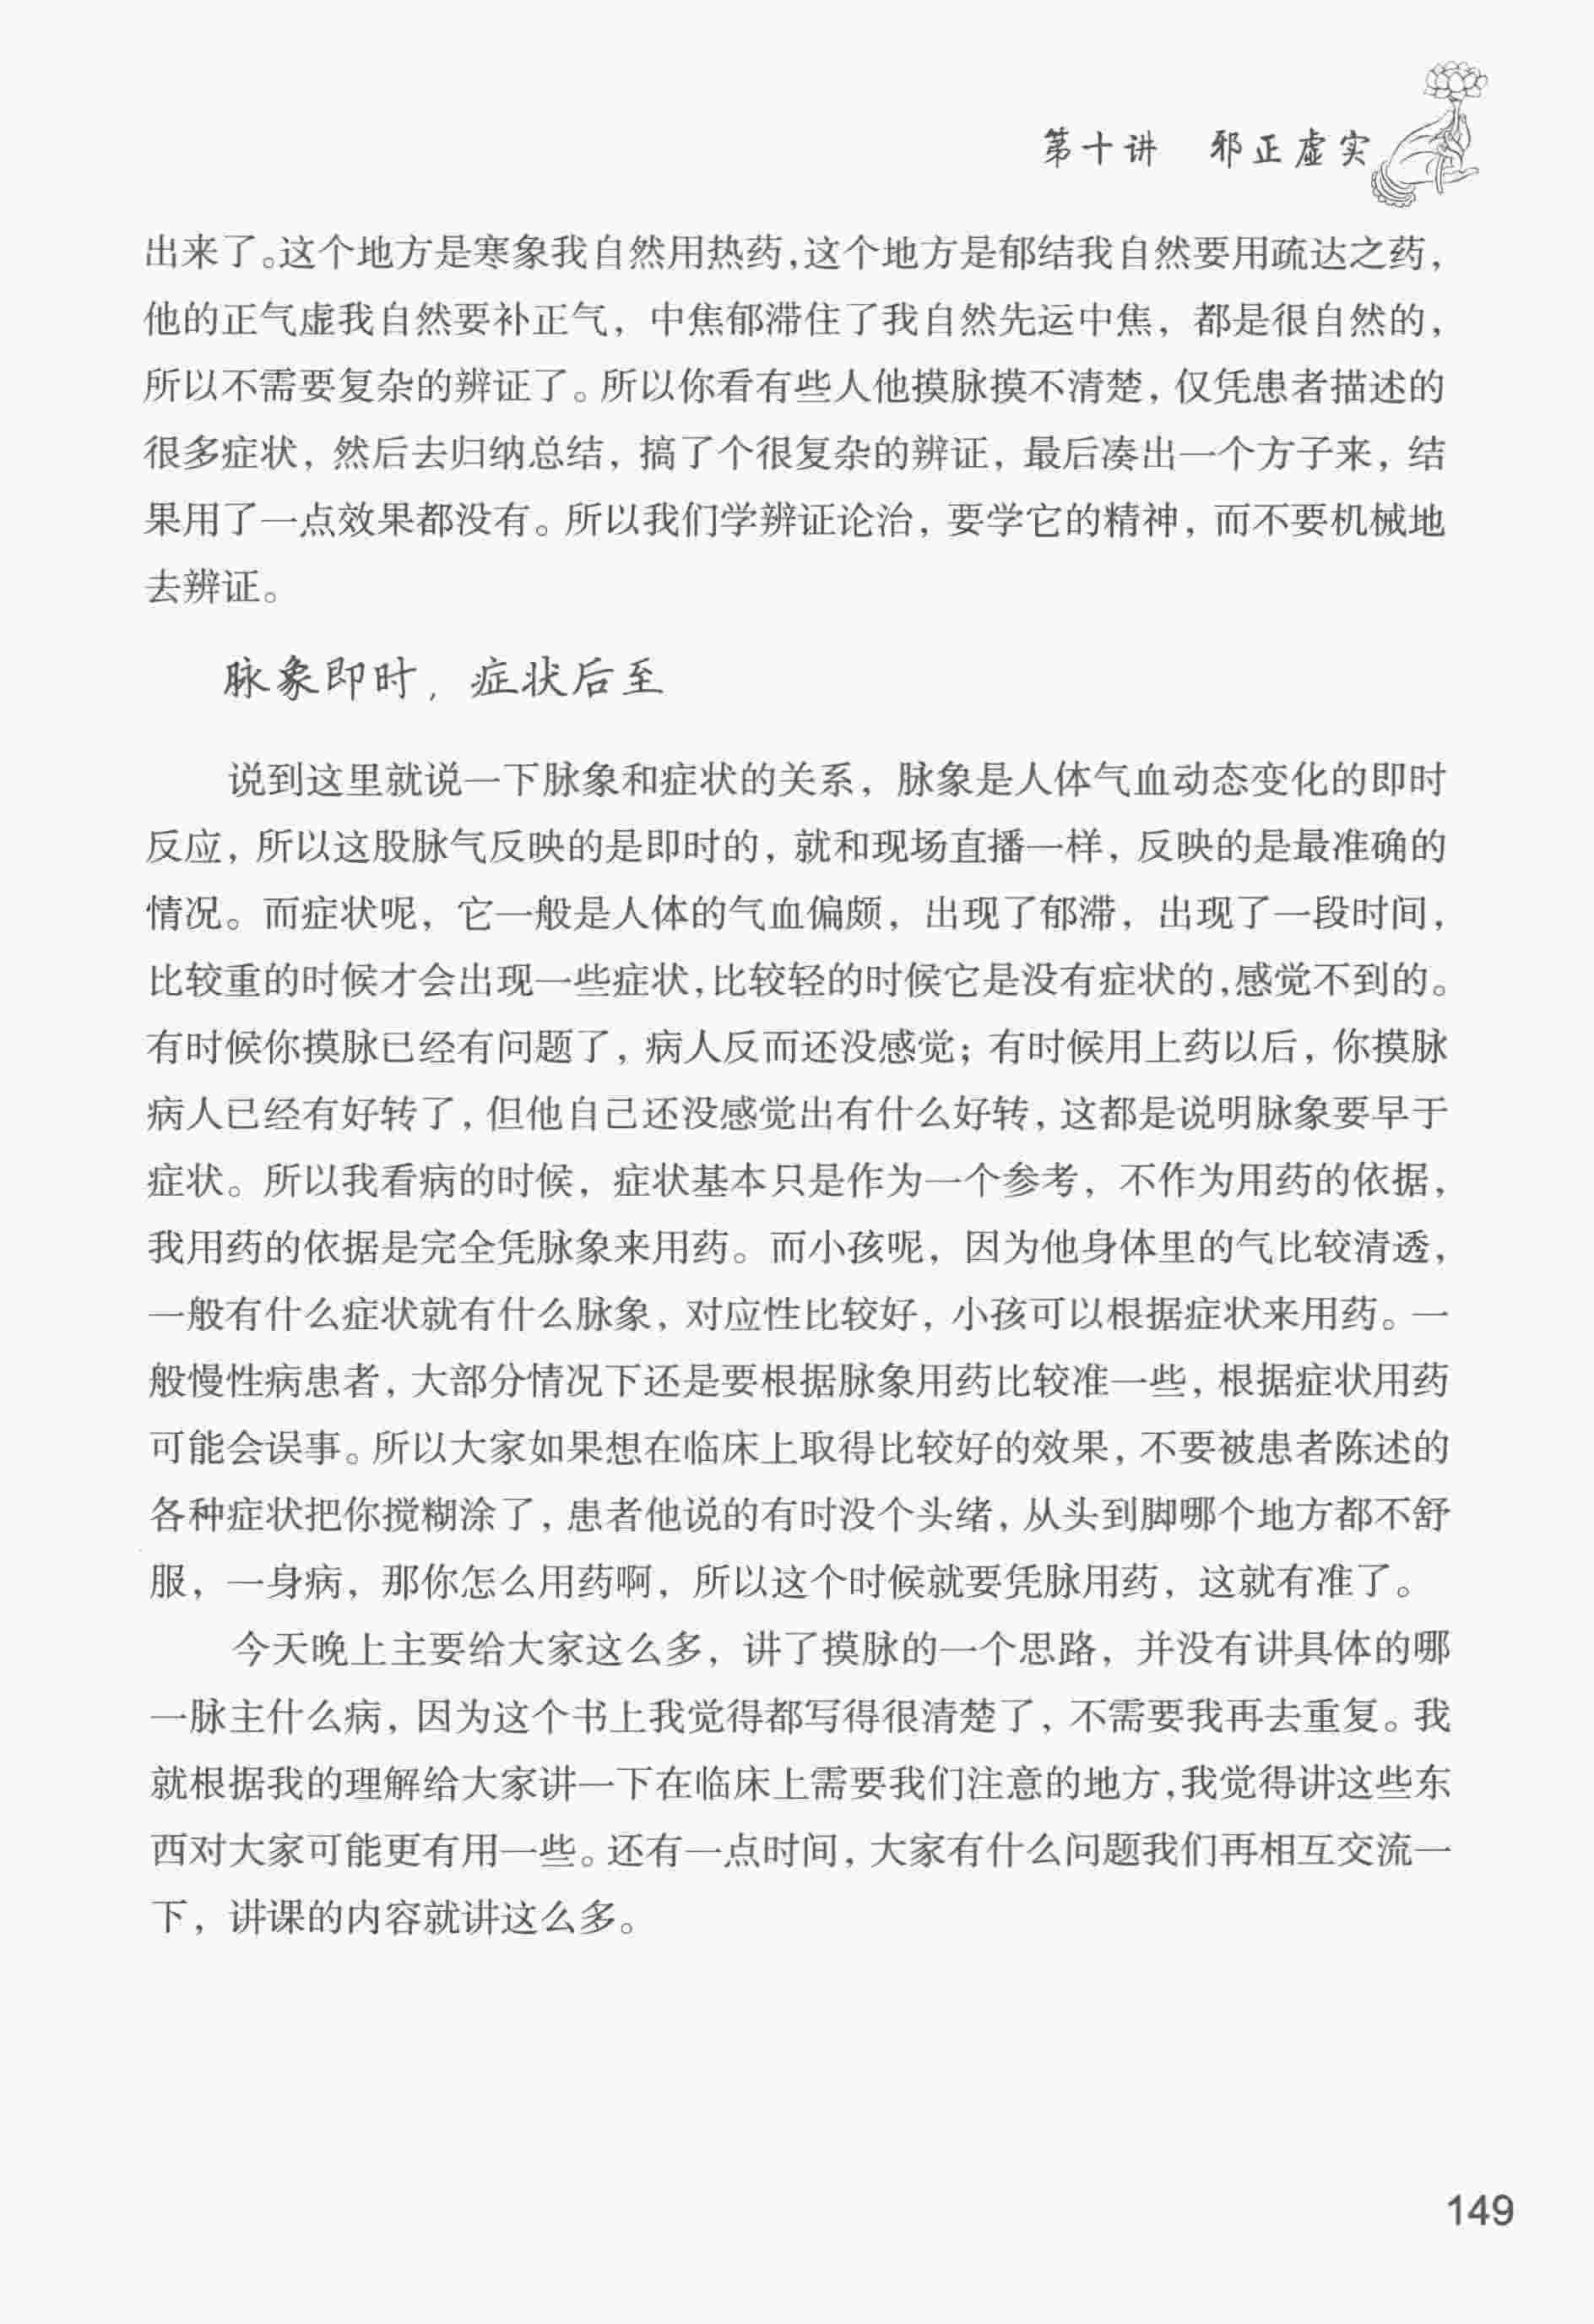 第十讲 邪正虚实
出来了。这个地方是寒象我自然用热药，这个地方是郁结我自然要用疏达之药，
他的正气虚我自然要补正气，中焦郁滞住了我自然先运中焦，都是很自然的，
所以不需要复杂的辨证了。所以你看有些人他摸脉摸不清楚，仅凭患者描述的
很多症状，然后去归纳总结，搞了个很复杂的辨证，最后凑出一个方子来，结
果用了一点效果都没有。所以我们学辨证论治，要学它的精神，而不要机械地
去辨证。
脉象即时，症状后至
说到这里就说一下脉象和症状的关系，脉象是人体气血动态变化的即时
反应，所以这股脉气反映的是即时的，就和现场直播一样，反映的是最准确的
情况。而症状呢，它一般是人体的气血偏颇，出现了郁滞，出现了一段时间，
比较重的时候才会出现一些症状，比较轻的时候它是没有症状的，感觉不到的。
有时候你摸脉已经有问题了，病人反而还没感觉；有时候用上药以后，你摸脉
病人已经有好转了，但他自己还没感觉出有什么好转，这都是说明脉象要早于
症状。所以我看病的时候，症状基本只是作为一个参考，不作为用药的依据，
我用药的依据是完全凭脉象来用药。而小孩呢，因为他身体里的气比较清透，
一般有什么症状就有什么脉象，对应性比较好，小孩可以根据症状来用药。一
般慢性病患者，大部分情况下还是要根据脉象用药比较准一些，根据症状用药
可能会误事。所以大家如果想在临床上取得比较好的效果，不要被患者陈述的
各种症状把你搅糊涂了，患者他说的有时没个头绪，从头到脚哪个地方都不舒
服，一身病，那你怎么用药啊，所以这个时候就要凭脉用药，这就有准了。
今天晚上主要给大家这么多，讲了摸脉的一个思路，并没有讲具体的哪
一脉主什么病，因为这个书上我觉得都写得很清楚了，不需要我再去重复。我
就根据我的理解给大家讲一下在临床上需要我们注意的地方，我觉得讲这些东
西对大家可能更有用一些。还有一点时间，大家有什么问题我们再相互交流一
下，讲课的内容就讲这么多。
149